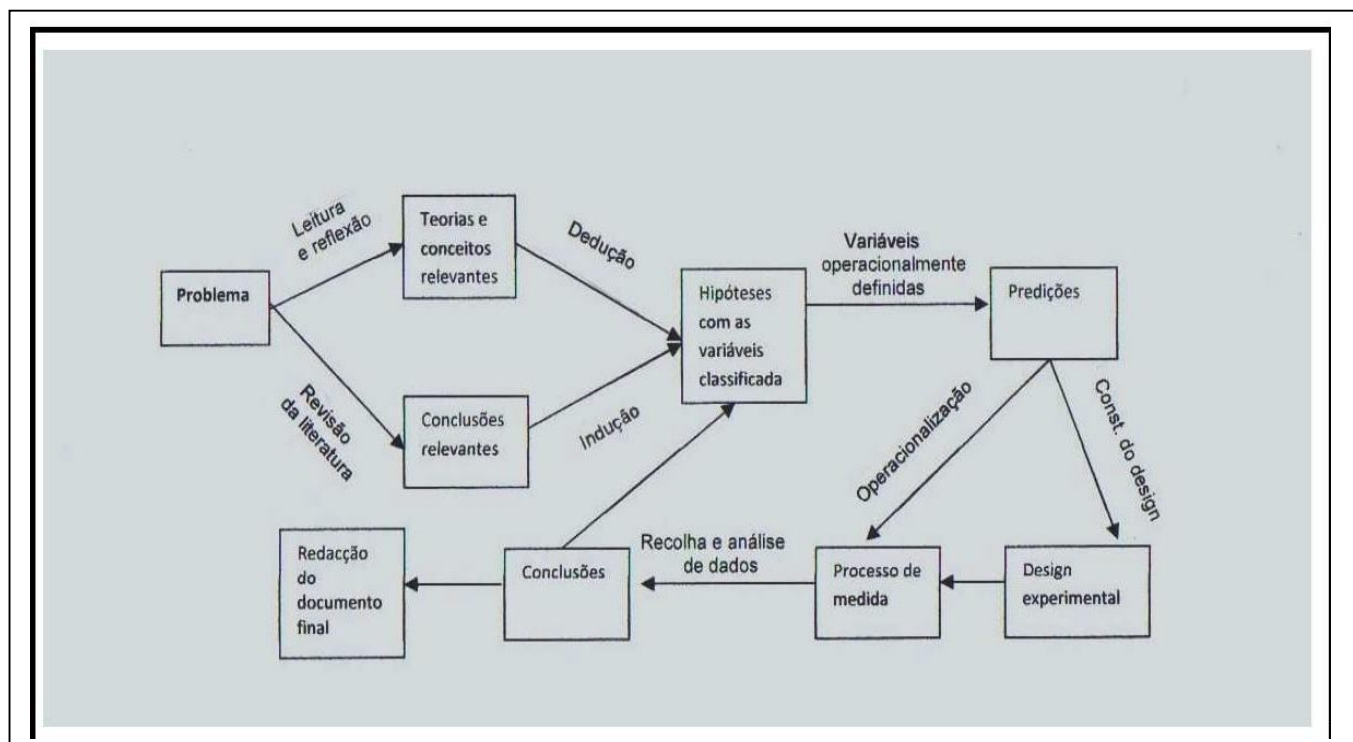 Leitura
e reflexão
Teorias e
conceitos
relevantes
Dedução
Problema
Hipóteses
com as
variáveis
classificada
Variáveis
operacionalmente
definidas
Predições
Revisão
da literatura
Conclusões
relevantes
Indução
Operacionalização
Const. do design
Redacção
do
documento
final
Conclusões
Recolha e análise
de dados
Processo de
medida
Design
experimental